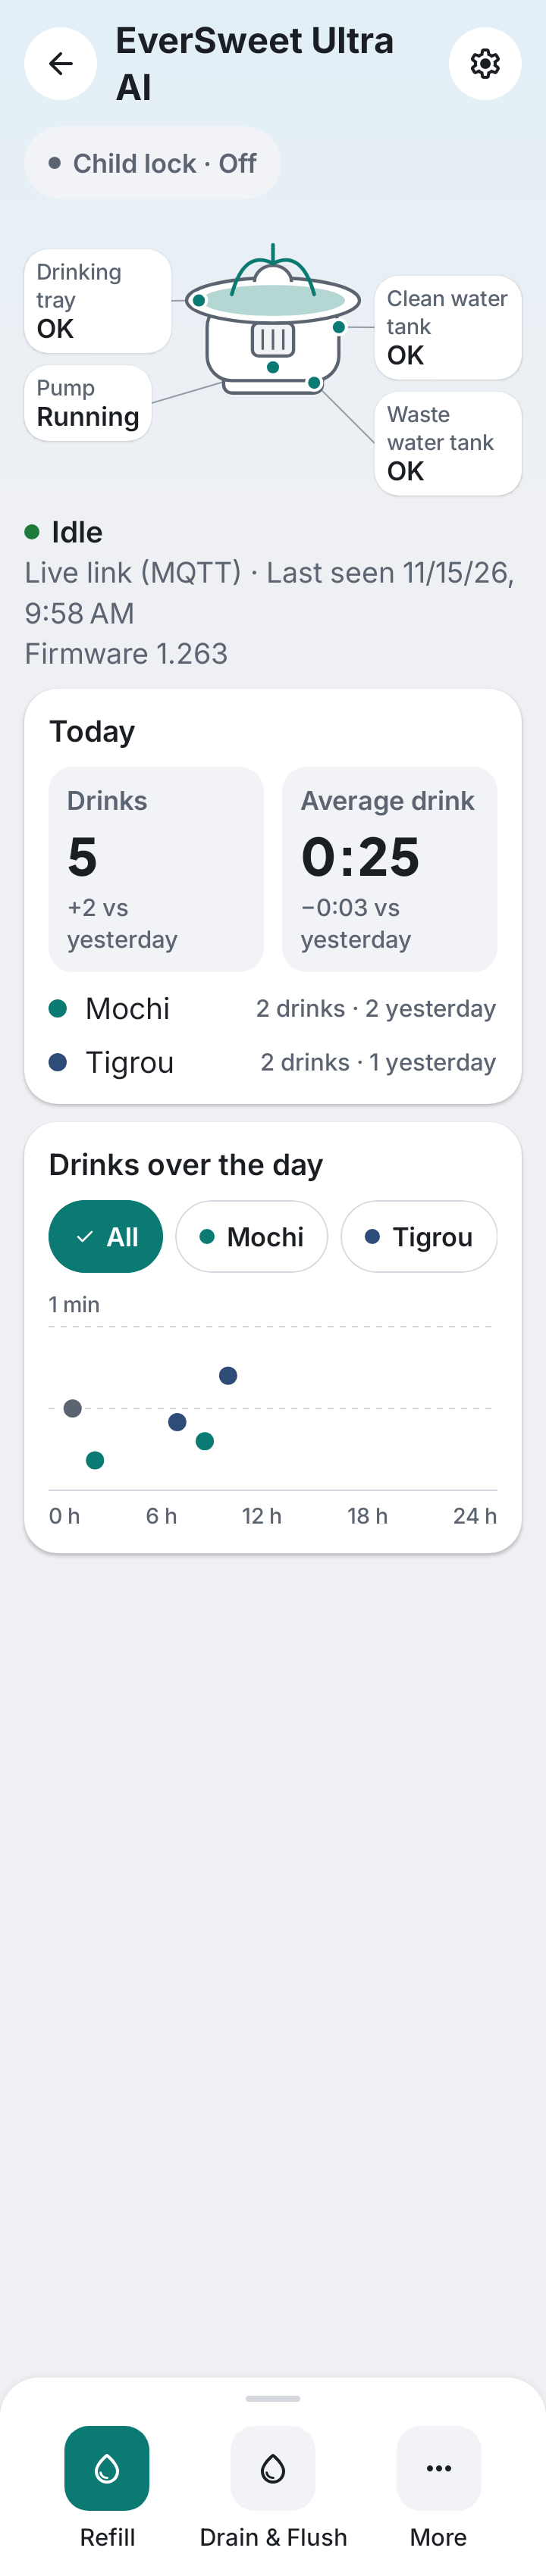 EverSweet Ultra
AI
Child lock · Off
Drinking
tray
OK
Clean water
tank
OK
Pump
Running
Waste
water tank
OK
Idle
Live link (MQTT) · Last seen 11/15/26,
9:58 AM
Firmware 1.263
Today
Drinks
5
+2 vs
yesterday
Average drink
0:25
−0:03 vs
yesterday
Mochi 2 drinks · 2 yesterday
Tigrou 2 drinks · 1 yesterday
Drinks over the day
All Mochi Tigrou
1 min
0 h 6 h 12 h 18 h 24 h
Refill Drain & Flush More